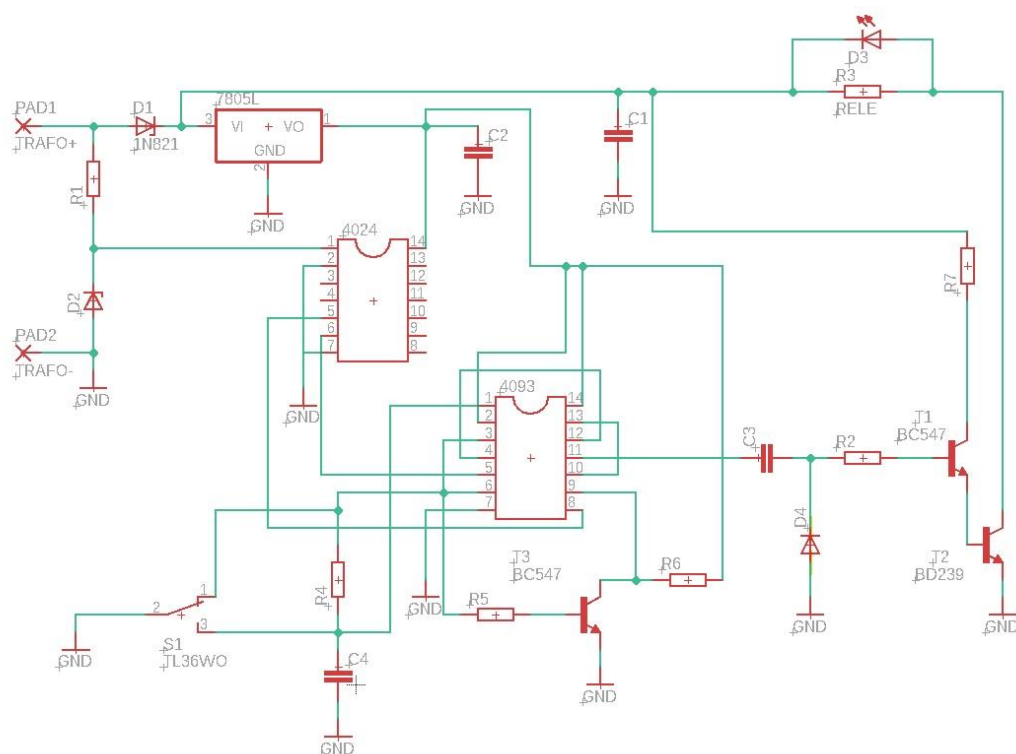 D3
R3
RELE
PAD1
TRAFO+
D1
1N821
7805L
3
VI
VO
1
GND
2
GND
C2
GND
C1
GND
R1
4024
1
2
3
4
5
6
7
14
13
12
11
10
9
8
D2
PAD2
TRAFO-
GND
GND
R7
4093
1
2
3
4
5
6
7
14
13
12
11
10
9
8
C3
R2
T1
BC547
D4
T2
BD239
GND
GND
T3
BC547
R6
R5
GND
GND
R4
1
2
3
S1
TL36WO
GND
C4
GND